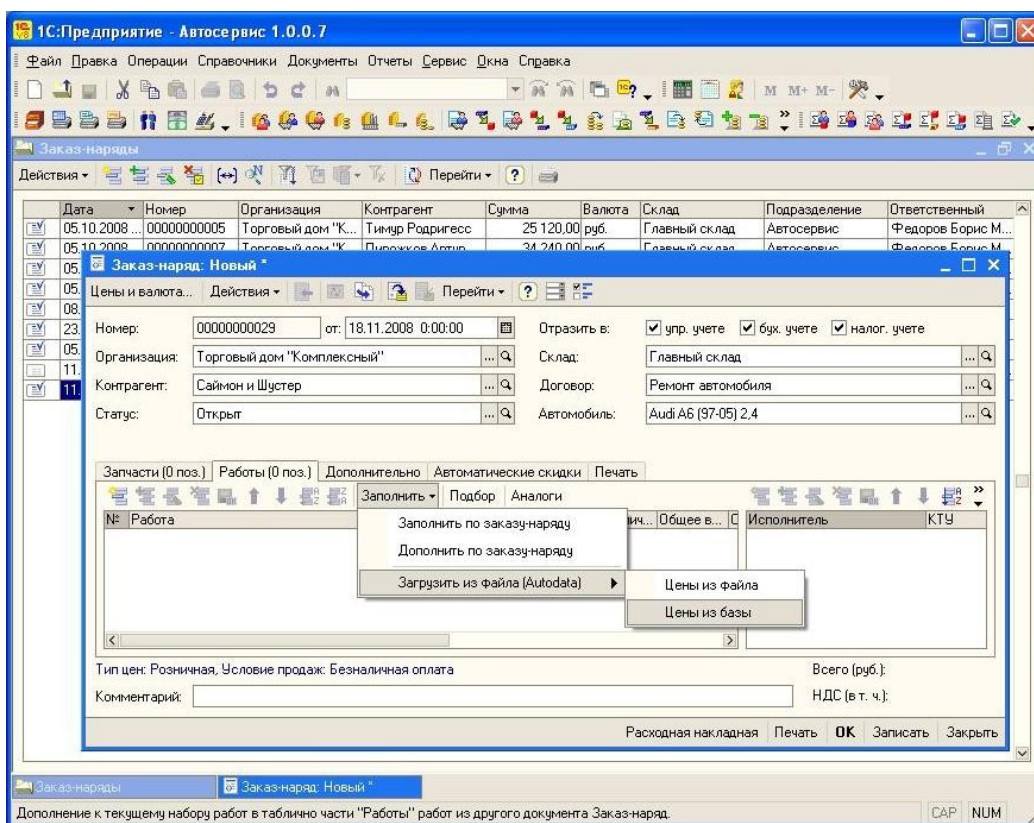 1С:Предприятие - Автосервис 1.0.0.7
Файл Правка Операции Справочники Документы Отчеты Сервис Окна Справка
M M+ M-
Заказ-наряды
Действия Перейти
Дата Номер Организация Контрагент Сумма Валюта Склад Подразделение Ответственный
05.10.2008 ... 00000000005 Торговый дом "К... Тимур Родригесс 25 120,00 руб. Главный склад Автосервис Федоров Борис М...
05.10.2008 00000000007 Торговый дом "К Пирожков Артур 34 240,00 руб. Главный склад Автосервис Федоров Борис М
05.
05.
08.
23.
05.
11.
11.
Заказ-наряд: Новый *
Цены и валюта... Действия Перейти
Номер: 00000000029 от: 18.11.2008 0:00:00 Отразить в: упр. учете бух. учете налог. учете
Организация: Торговый дом "Комплексный" Склад: Главный склад
Контрагент: Саймон и Шустер Договор: Ремонт автомобиля
Статус: Открыт Автомобиль: Audi A6 (97-05) 2,4
Запчасти (0 поз.) Работы (0 поз.) Дополнительно Автоматические скидки Печать
Заполнить Подбор Аналоги
№ Работа ич... Общее в... С Исполнитель КТУ
Заполнить по заказу-наряду
Дополнить по заказу-наряду
Загрузить из файла (Autodata) Цены из файла
Цены из базы
Тип цен: Розничная, Условие продаж: Безналичная оплата Всего (руб.):
Комментарий: НДС (в т. ч.):
Расходная накладная Печать OK Записать Закрыть
Заказ-наряды Заказ-наряд: Новый *
Дополнение к текущему набору работ в таблично части "Работы" работ из другого документа Заказ-наряд. CAP NUM